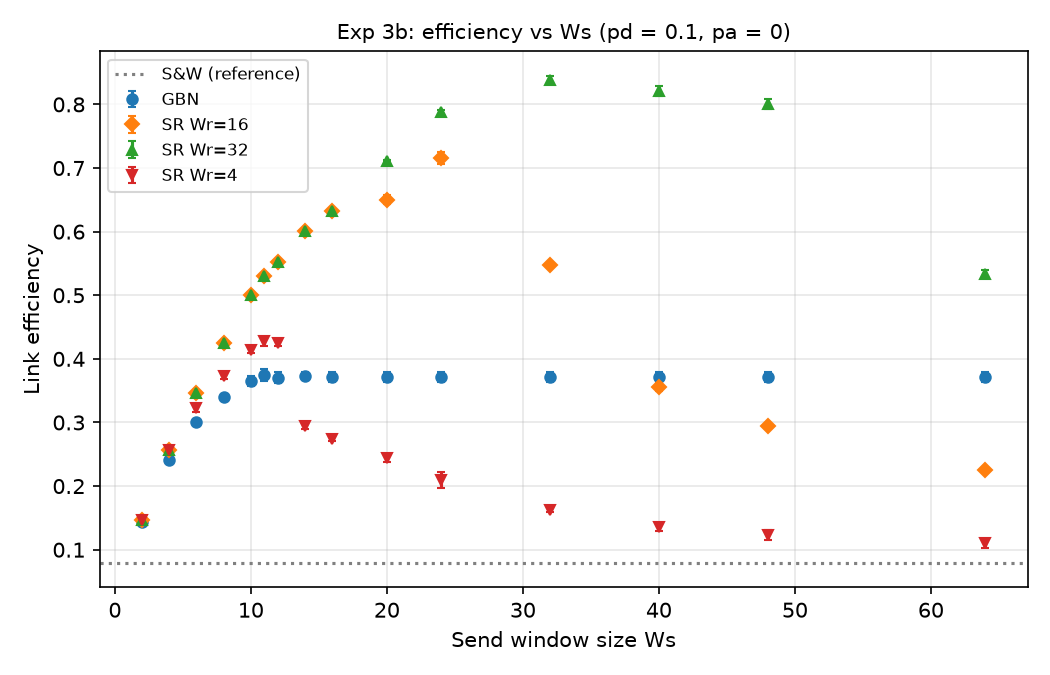 Exp 3b: efficiency vs Ws (pd = 0.1, pa = 0)
S&W (reference)
GBN
SR Wr=16
SR Wr=32
SR Wr=4
Link efficiency
0.8
0.7
0.6
0.5
0.4
0.3
0.2
0.1
0 10 20 30 40 50 60
Send window size Ws